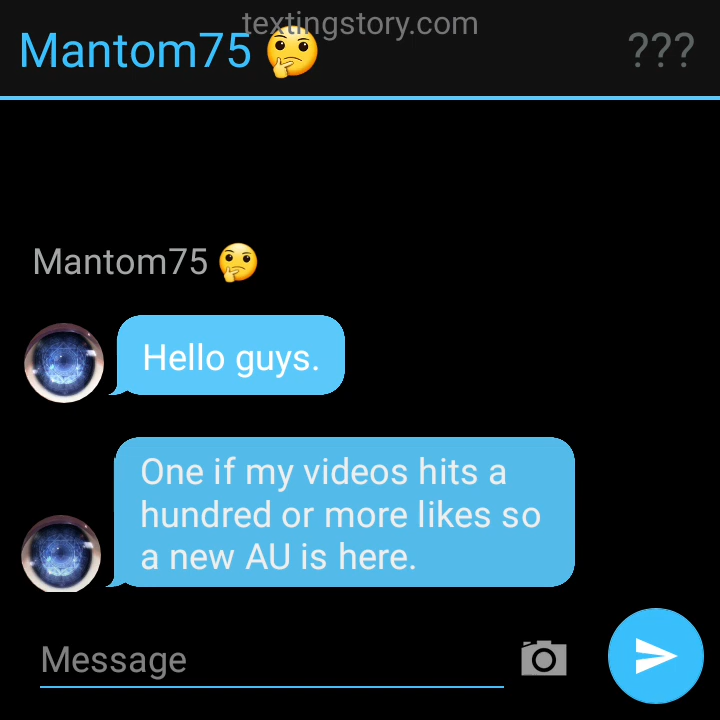 textingstory.com
Mantom75 🤔
???
Mantom75 🤔
Hello guys.
One if my videos hits a
hundred or more likes so
a new AU is here.
Message